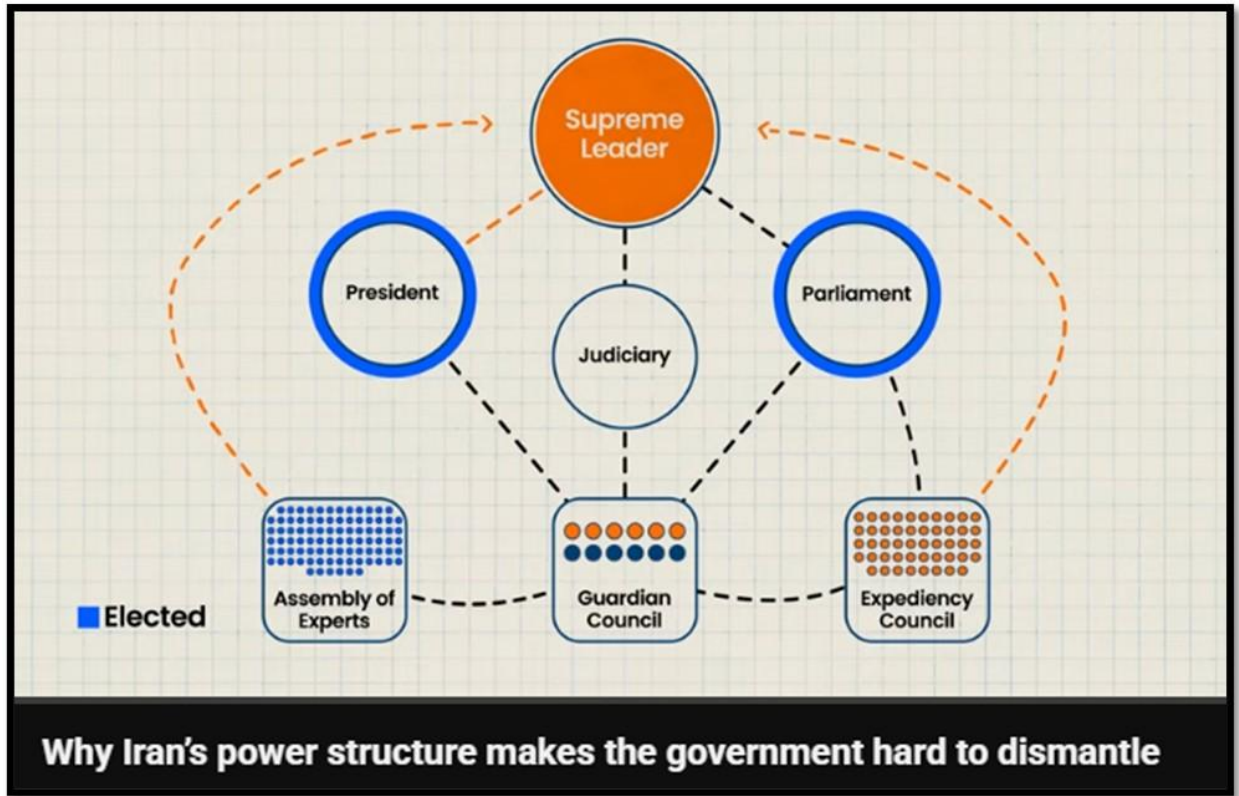 Supreme
Leader
President
Parliament
Judiciary
Assembly of
Experts
Guardian
Council
Expediency
Council
Elected
Why Iran’s power structure makes the government hard to dismantle